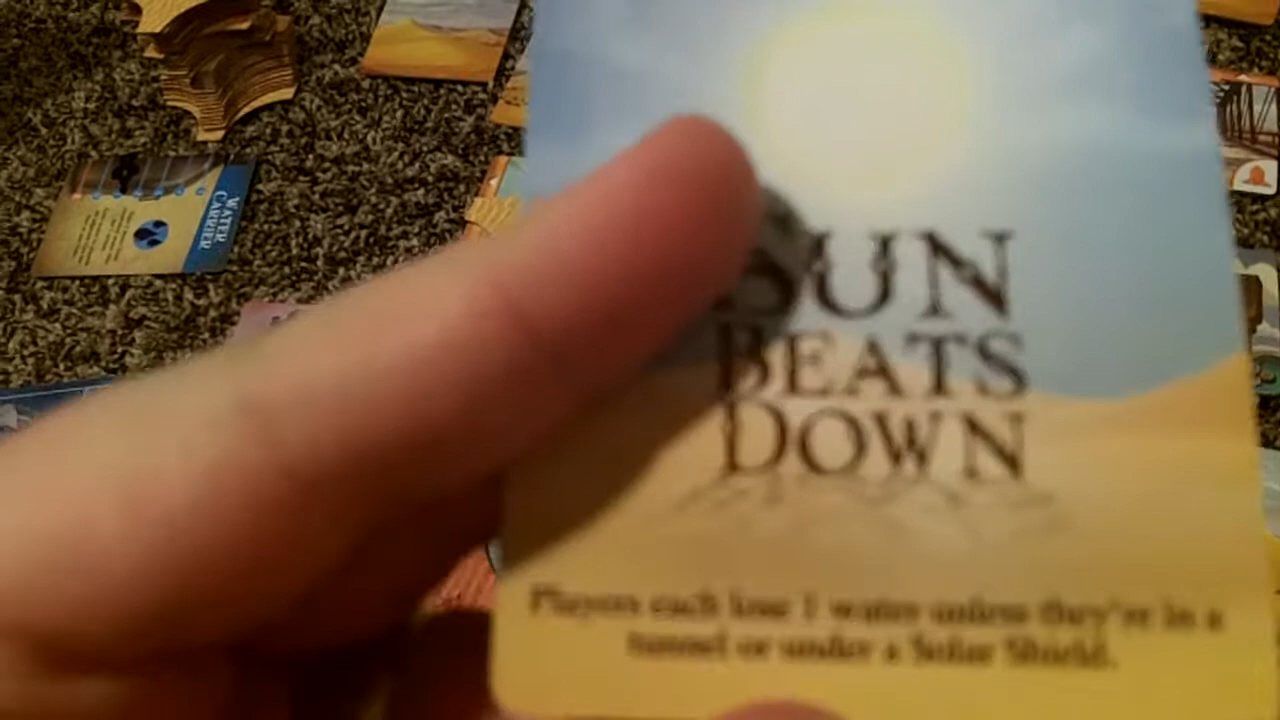 SUN
BEATS
DOWN
Players each lose 1 water unless they're in a
tunnel or under a Solar Shield.
WATER
CARRIER